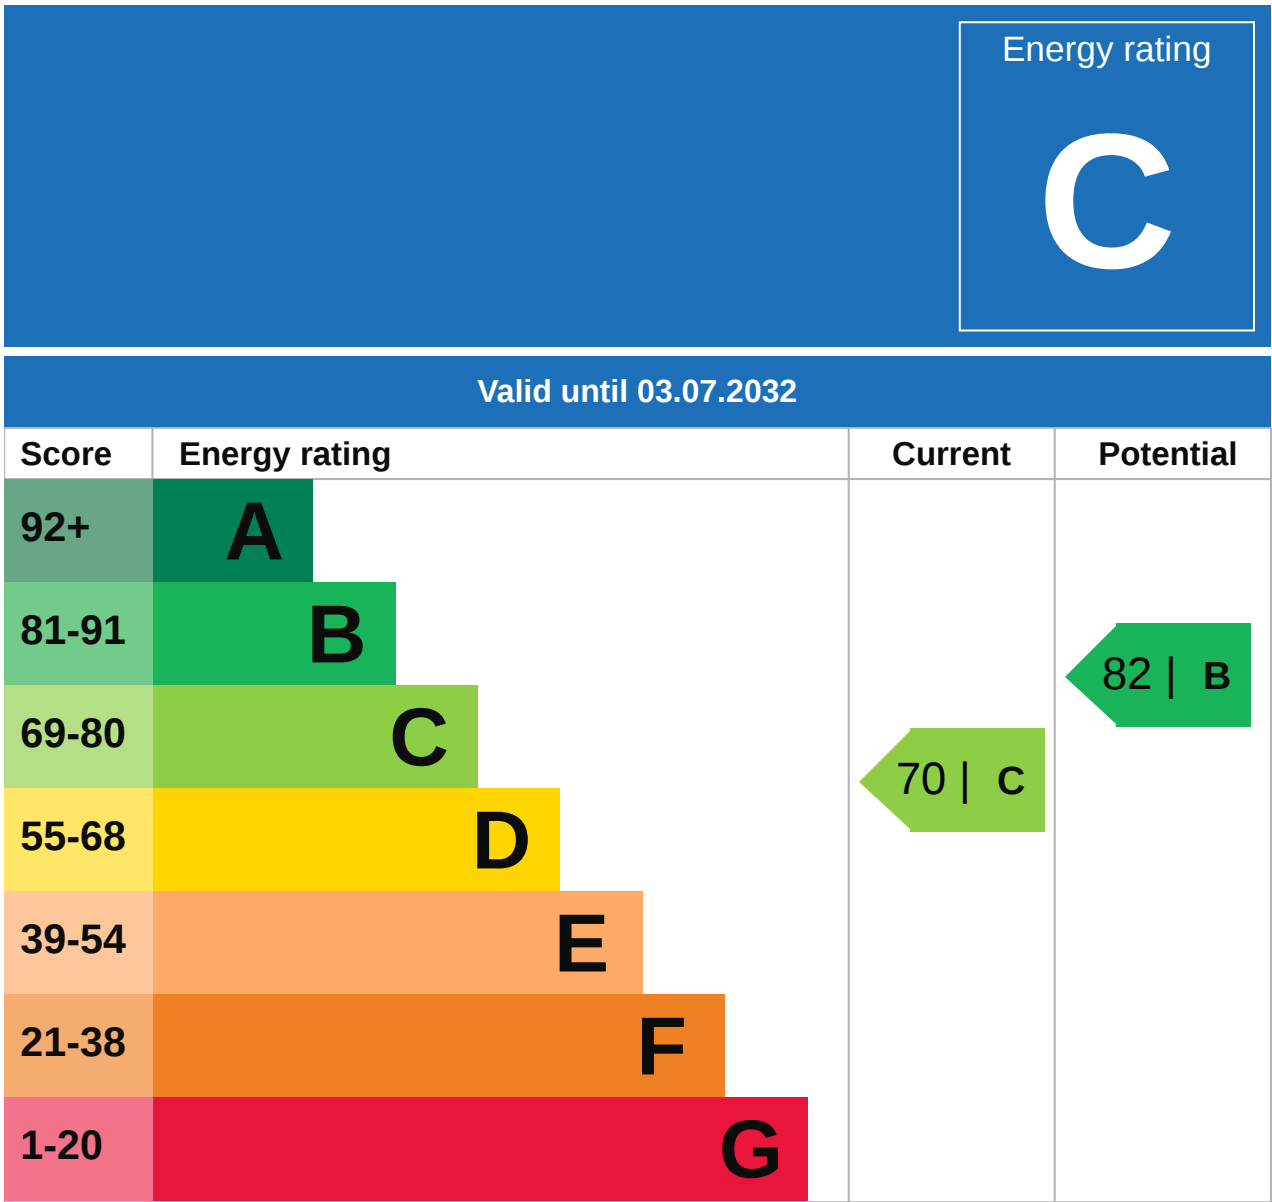 Energy rating
C
Valid until 03.07.2032
Score Energy rating Current Potential
92+ A
81-91 B
82 | B
69-80 C
70 | C
55-68 D
39-54 E
21-38 F
1-20 G